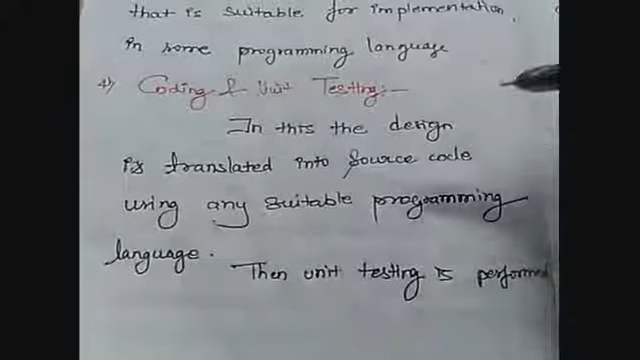 that is suitable for implementation
in some programming language
4) Coding & Unit Testing:-
In this the design
is translated into source code
using any suitable programming
language.
Then unit testing is performed